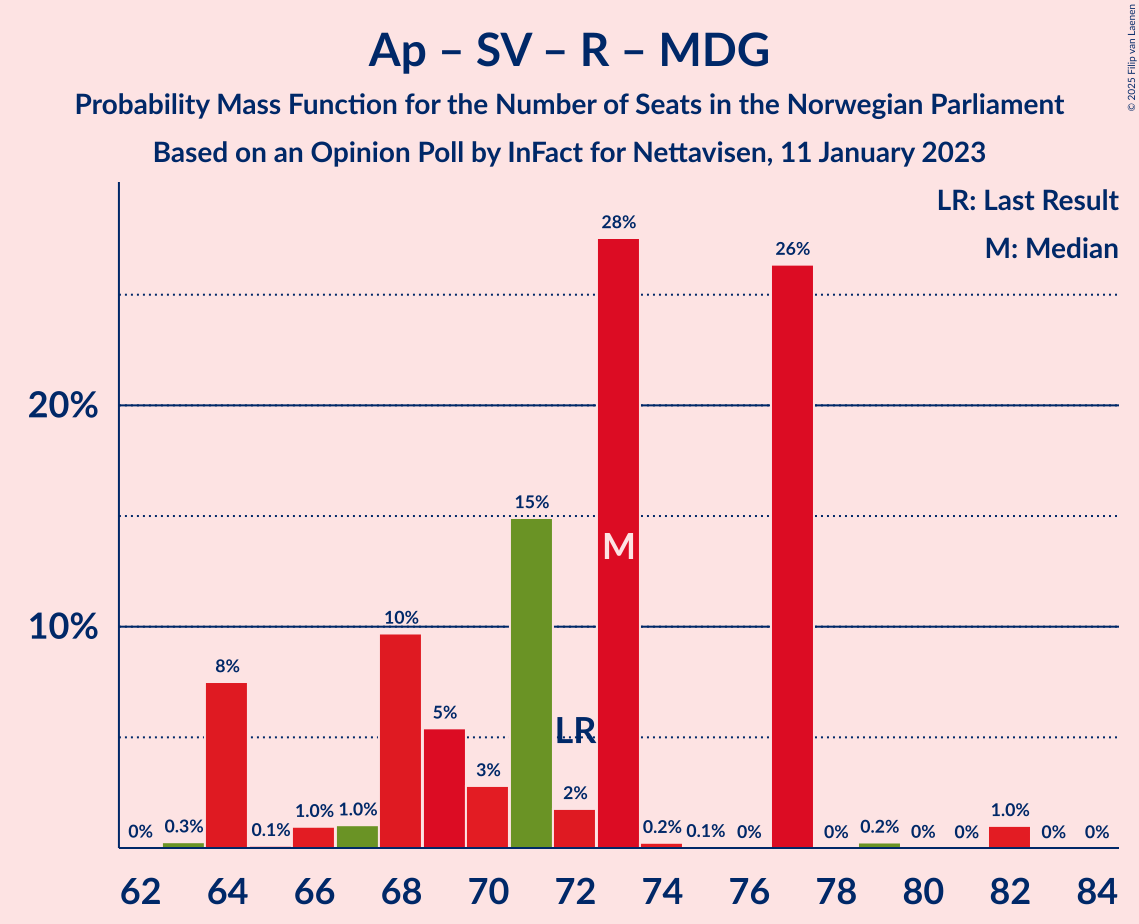 Ap – SV – R – MDG
Probability Mass Function for the Number of Seats in the Norwegian Parliament
Based on an Opinion Poll by InFact for Nettavisen, 11 January 2023
© 2025 Filip van Laenen
LR: Last Result
M: Median
20%
10%
0% 0.3% 8% 0.1% 1.0% 1.0% 10% 5% 3% 15% 2% 28% 0.2% 0.1% 0% 26% 0% 0.2% 0% 0% 1.0% 0% 0%
M
LR
62 64 66 68 70 72 74 76 78 80 82 84